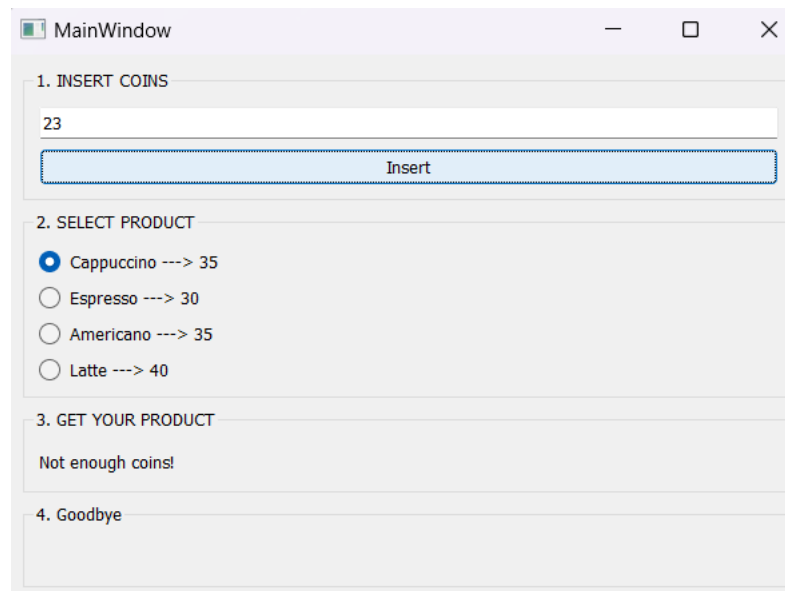 MainWindow
1. INSERT COINS
23
Insert
2. SELECT PRODUCT
Cappuccino ---> 35
Espresso ---> 30
Americano ---> 35
Latte ---> 40
3. GET YOUR PRODUCT
Not enough coins!
4. Goodbye